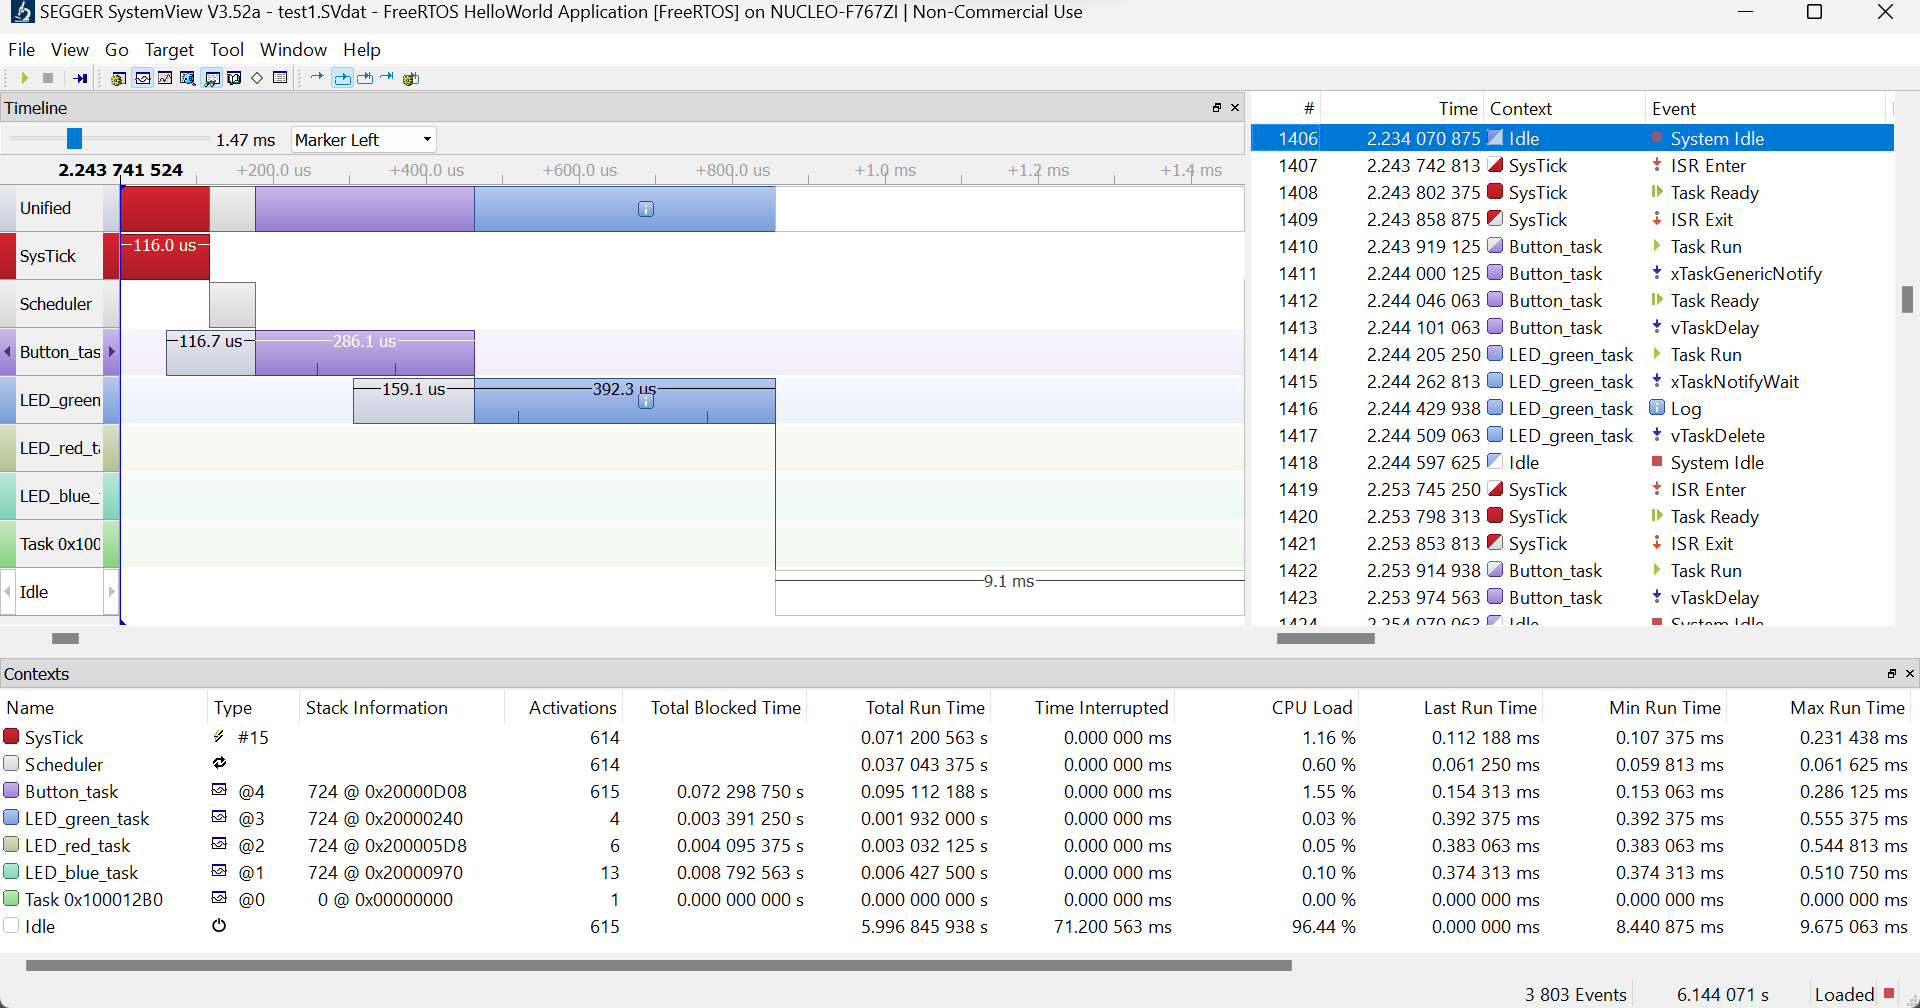 SEGGER SystemView V3.52a - test1.SVdat - FreeRTOS HelloWorld Application [FreeRTOS] on NUCLEO-F767ZI | Non-Commercial Use
File View Go Target Tool Window Help
Timeline
1.47 ms Marker Left
2.243 741 524 +200.0 us +400.0 us +600.0 us +800.0 us +1.0 ms +1.2 ms +1.4 ms
Unified
SysTick 116.0 us
Scheduler
Button_tas 116.7 us 286.1 us
LED_green 159.1 us 392.3 us
LED_red_t
LED_blue_
Task 0x100
Idle 9.1 ms
# Time Context Event
1406 2.234 070 875 Idle System Idle
1407 2.243 742 813 SysTick ISR Enter
1408 2.243 802 375 SysTick Task Ready
1409 2.243 858 875 SysTick ISR Exit
1410 2.243 919 125 Button_task Task Run
1411 2.244 000 125 Button_task xTaskGenericNotify
1412 2.244 046 063 Button_task Task Ready
1413 2.244 101 063 Button_task vTaskDelay
1414 2.244 205 250 LED_green_task Task Run
1415 2.244 262 813 LED_green_task xTaskNotifyWait
1416 2.244 429 938 LED_green_task Log
1417 2.244 509 063 LED_green_task vTaskDelete
1418 2.244 597 625 Idle System Idle
1419 2.253 745 250 SysTick ISR Enter
1420 2.253 798 313 SysTick Task Ready
1421 2.253 853 813 SysTick ISR Exit
1422 2.253 914 938 Button_task Task Run
1423 2.253 974 563 Button_task vTaskDelay
1424 2.254 070 063 Idle System Idle
Contexts
Name Type Stack Information Activations Total Blocked Time Total Run Time Time Interrupted CPU Load Last Run Time Min Run Time Max Run Time
SysTick #15 614 0.071 200 563 s 0.000 000 ms 1.16 % 0.112 188 ms 0.107 375 ms 0.231 438 ms
Scheduler 614 0.037 043 375 s 0.000 000 ms 0.60 % 0.061 250 ms 0.059 813 ms 0.061 625 ms
Button_task @4 724 @ 0x20000D08 615 0.072 298 750 s 0.095 112 188 s 0.000 000 ms 1.55 % 0.154 313 ms 0.153 063 ms 0.286 125 ms
LED_green_task @3 724 @ 0x20000240 4 0.003 391 250 s 0.001 932 000 s 0.000 000 ms 0.03 % 0.392 375 ms 0.392 375 ms 0.555 375 ms
LED_red_task @2 724 @ 0x200005D8 6 0.004 095 375 s 0.003 032 125 s 0.000 000 ms 0.05 % 0.383 063 ms 0.383 063 ms 0.544 813 ms
LED_blue_task @1 724 @ 0x20000970 13 0.008 792 563 s 0.006 427 500 s 0.000 000 ms 0.10 % 0.374 313 ms 0.374 313 ms 0.510 750 ms
Task 0x100012B0 @0 0 @ 0x00000000 1 0.000 000 000 s 0.000 000 000 s 0.000 000 ms 0.00 % 0.000 000 ms 0.000 000 ms 0.000 000 ms
Idle 615 5.996 845 938 s 71.200 563 ms 96.44 % 0.000 000 ms 8.440 875 ms 9.675 063 ms
3 803 Events 6.144 071 s Loaded